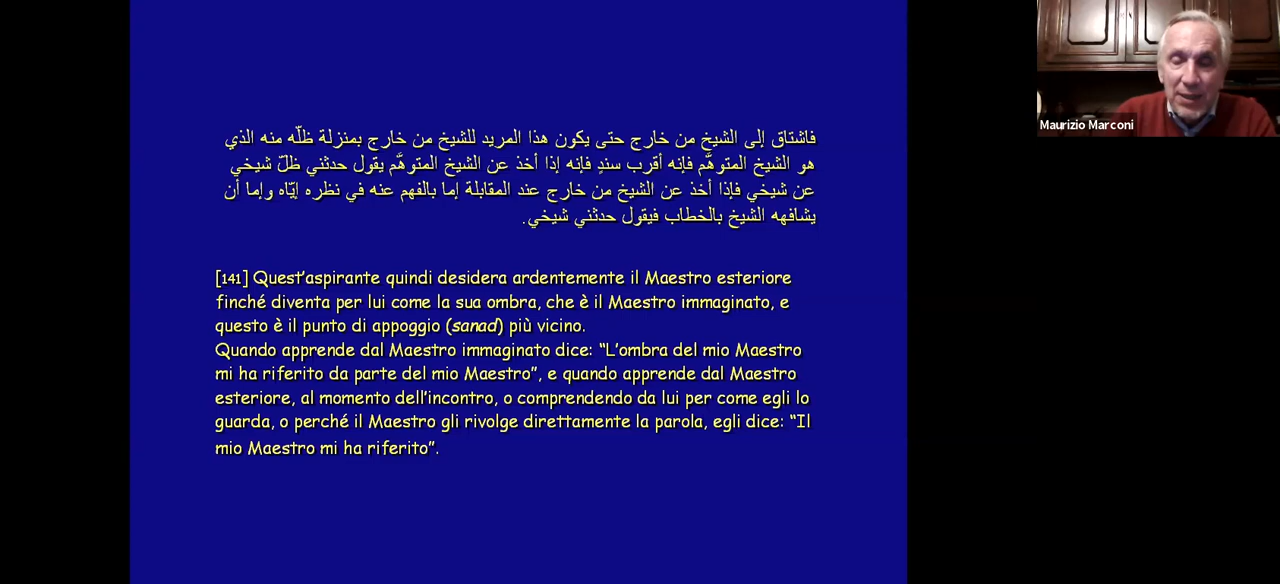 فاشتاق إلى الشيخ من خارج حتى يكون هذا المريد للشيخ من خارج بمنزلة ظلّه منه الذي
هو الشيخ المتوهَّم فإنه أقرب سندٍ فإنه إذا أخذ عن الشيخ المتوهَّم يقول حدثني ظلّ شيخي
عن شيخي فإذا أخذ عن الشيخ من خارج عند المقابلة إما بالفهم عنه في نظره إيّاه وإما أن
يشافهه الشيخ بالخطاب فيقول حدثني شيخي.
[141] Quest'aspirante quindi desidera ardentemente il Maestro esteriore
finché diventa per lui come la sua ombra, che è il Maestro immaginato, e
questo è il punto di appoggio (sanad) più vicino.
Quando apprende dal Maestro immaginato dice: “L'ombra del mio Maestro
mi ha riferito da parte del mio Maestro”, e quando apprende dal Maestro
esteriore, al momento dell'incontro, o comprendendo da lui per come egli lo
guarda, o perché il Maestro gli rivolge direttamente la parola, egli dice: “Il
mio Maestro mi ha riferito”.
Maurizio Marconi